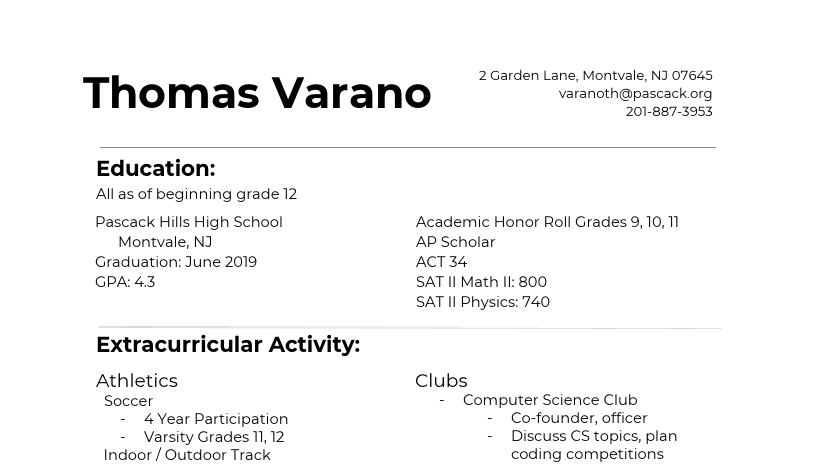 Thomas Varano
2 Garden Lane, Montvale, NJ 07645
varanoth@pascack.org
201-887-3953
Education:
All as of beginning grade 12
Pascack Hills High School
Montvale, NJ
Graduation: June 2019
GPA: 4.3
Academic Honor Roll Grades 9, 10, 11
AP Scholar
ACT 34
SAT II Math II: 800
SAT II Physics: 740
Extracurricular Activity:
Athletics
Soccer
- 4 Year Participation
- Varsity Grades 11, 12
Indoor / Outdoor Track
Clubs
- Computer Science Club
- Co-founder, officer
- Discuss CS topics, plan
coding competitions